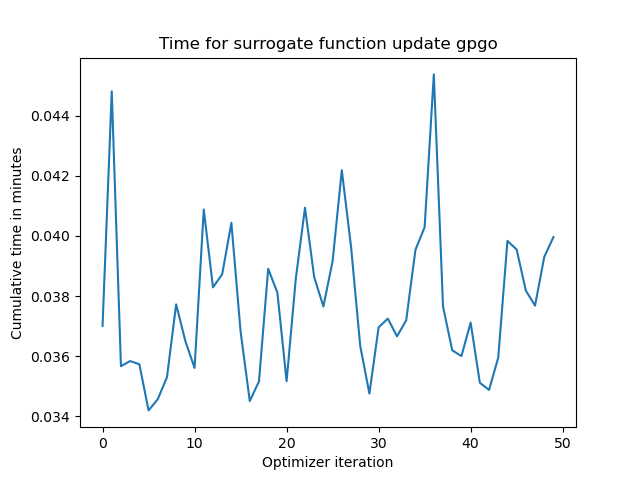 Time for surrogate function update gpgo
Cumulative time in minutes
0.044
0.042
0.040
0.038
0.036
0.034
0 10 20 30 40 50
Optimizer iteration